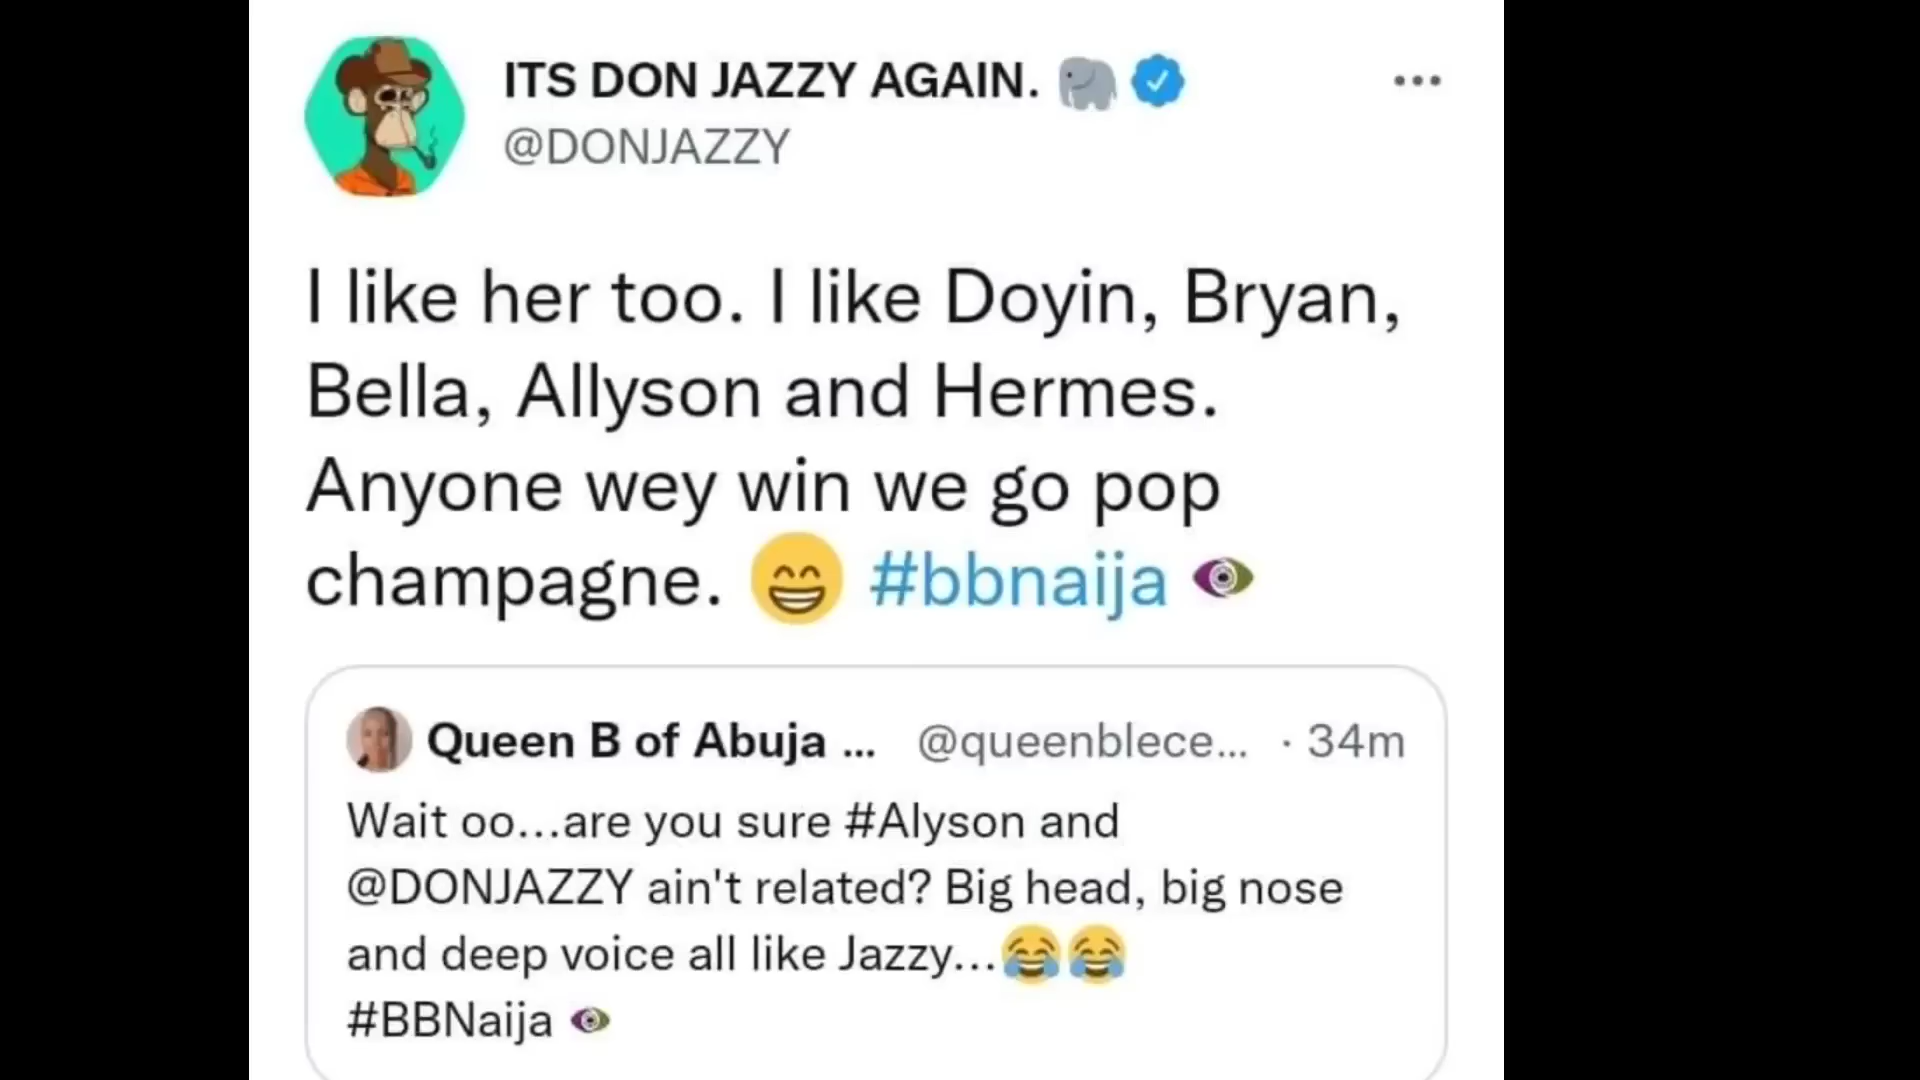 ITS DON JAZZY AGAIN. 🐘
@DONJAZZY
I like her too. I like Doyin, Bryan,
Bella, Allyson and Hermes.
Anyone wey win we go pop
champagne. 😁 #bbnaija
Queen B of Abuja ... @queenblece... · 34m
Wait oo...are you sure #Alyson and
@DONJAZZY ain't related? Big head, big nose
and deep voice all like Jazzy...😂😂
#BBNaija